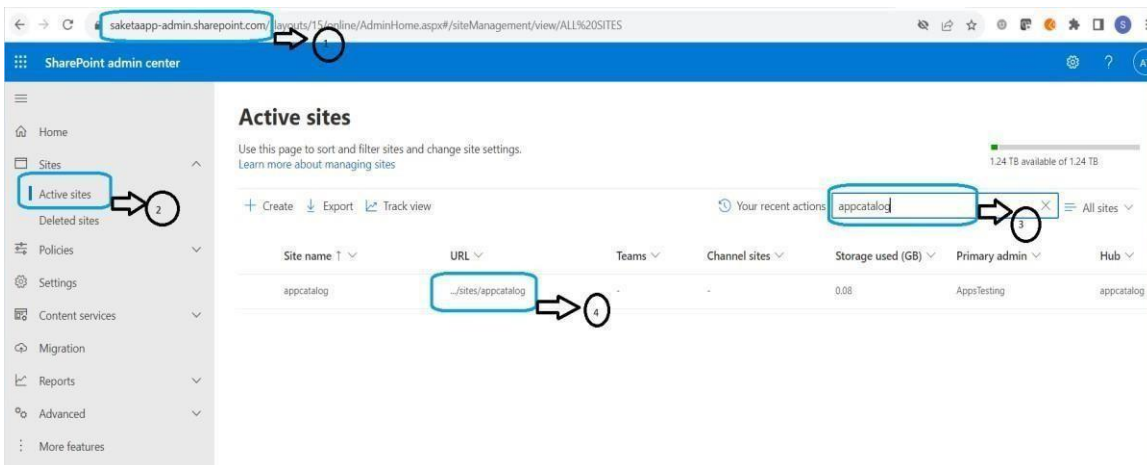 saketaapp-admin.sharepoint.com/_layouts/15/online/AdminHome.aspx#/siteManagement/view/ALL%20SITES
S
1
SharePoint admin center
?
Home
Sites
Active sites
2
Deleted sites
Policies
Settings
Content services
Migration
Reports
Advanced
More features
Active sites
Use this page to sort and filter sites and change site settings.
Learn more about managing sites
1.24 TB available of 1.24 TB
Create Export Track view Your recent actions appcatalog All sites
3
Site name ↑ URL Teams Channel sites Storage used (GB) Primary admin Hub
appcatalog .../sites/appcatalog - - 0.08 AppsTesting appcatalog
4